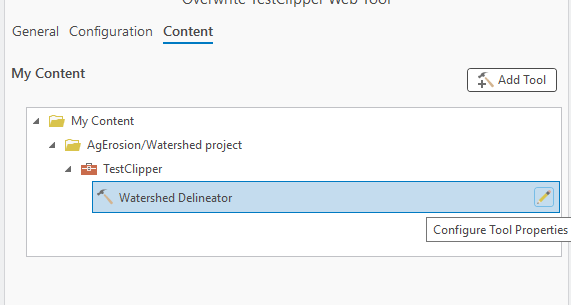 Overwrite TestClipper Web Tool
General Configuration Content
My Content
Add Tool
My Content
AgErosion/Watershed project
TestClipper
Watershed Delineator
Configure Tool Properties